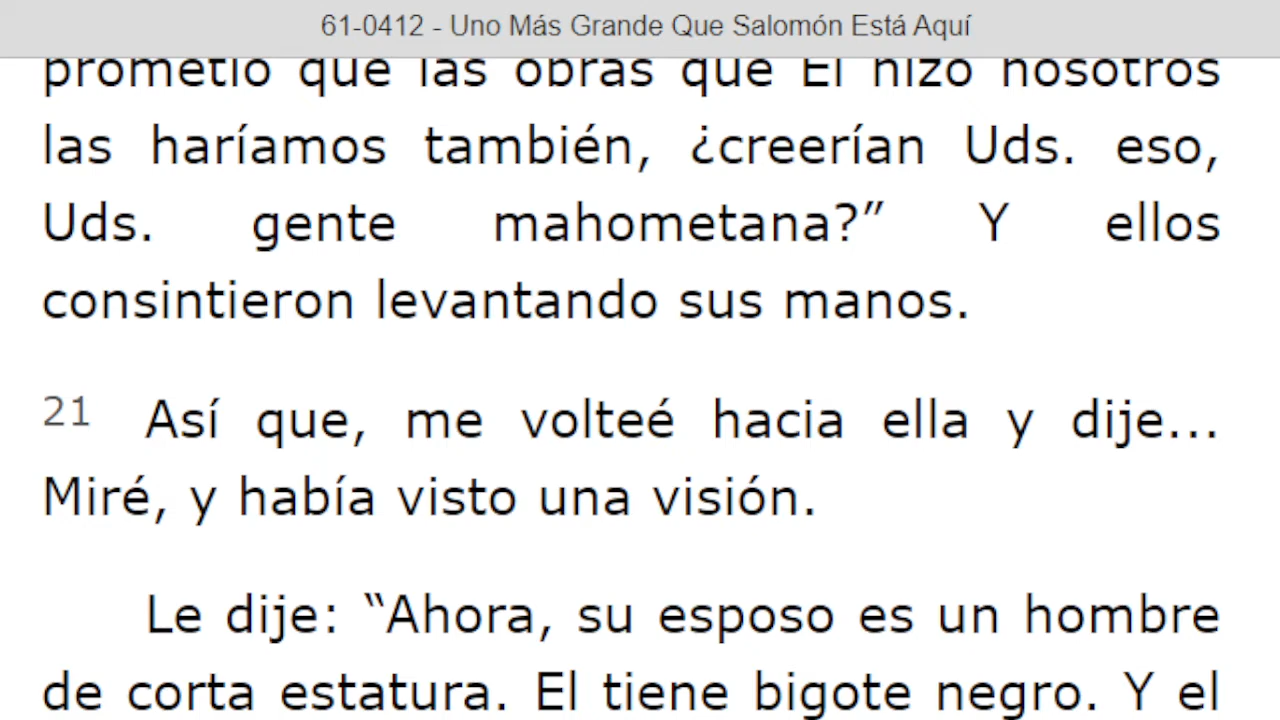 61-0412 - Uno Más Grande Que Salomón Está Aquí
prometió que las obras que El hizo nosotros
las haríamos también, ¿creerían Uds. eso,
Uds. gente mahometana?” Y ellos
consintieron levantando sus manos.
21 Así que, me volteé hacia ella y dije...
Miré, y había visto una visión.
Le dije: “Ahora, su esposo es un hombre
de corta estatura. El tiene bigote negro. Y el